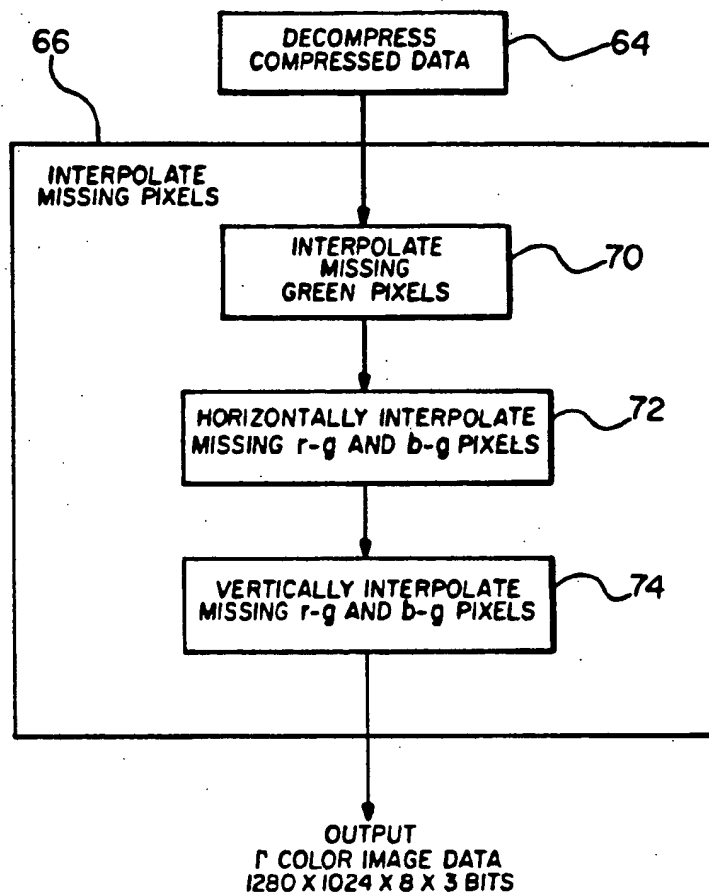 66
DECOMPRESS
COMPRESSED DATA
64
INTERPOLATE
MISSING PIXELS
INTERPOLATE
MISSING
GREEN PIXELS
70
HORIZONTALLY INTERPOLATE
MISSING r-g AND b-g PIXELS
72
VERTICALLY INTERPOLATE
MISSING r-g AND b-g PIXELS
74
OUTPUT
Γ COLOR IMAGE DATA
1280 X 1024 X 8 X 3 BITS